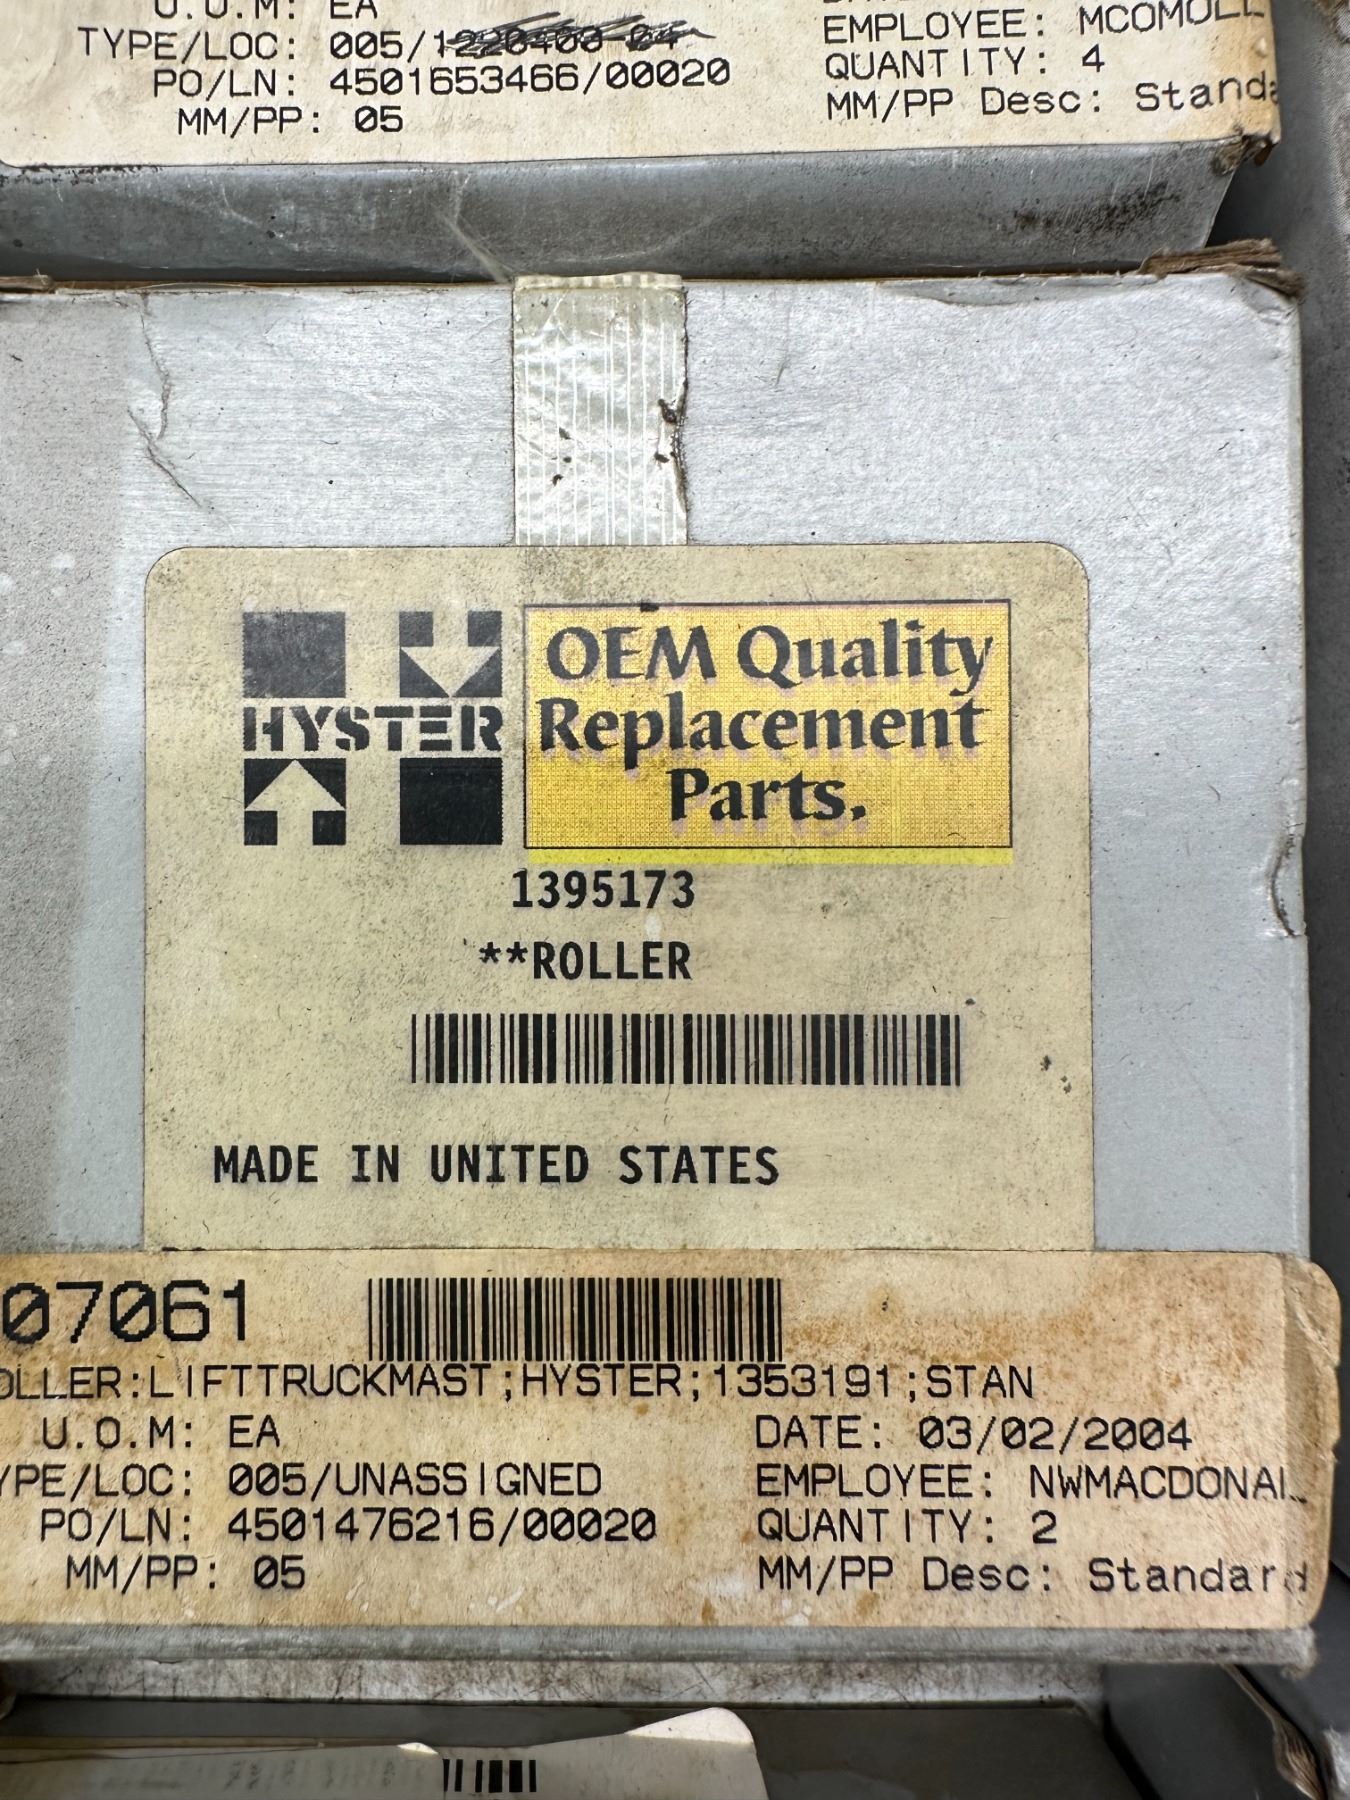 U.O.M: EA
TYPE/LOC: 005/
PO/LN: 4501653466/00020
MM/PP: 05
EMPLOYEE: MCOMOLL
QUANTITY: 4
MM/PP Desc: Standa
HYSTER
OEM Quality
Replacement
Parts.
1395173
**ROLLER
MADE IN UNITED STATES
07061
OLLER:LIFTTRUCKMAST;HYSTER;1353191;STAN
U.O.M: EA
YPE/LOC: 005/UNASSIGNED
PO/LN: 4501476216/00020
MM/PP: 05
DATE: 03/02/2004
EMPLOYEE: NWMACDONAL
QUANTITY: 2
MM/PP Desc: Standard